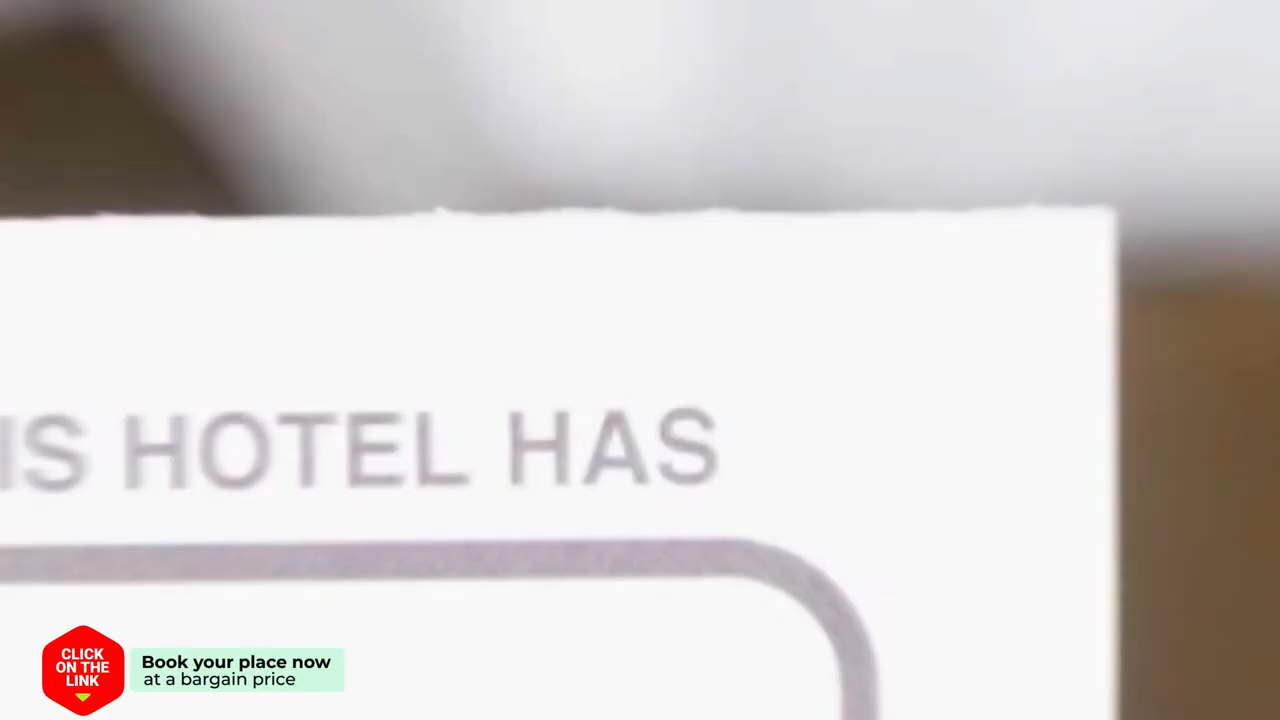 IS HOTEL HAS
CLICK
ON THE
LINK
Book your place now
at a bargain price